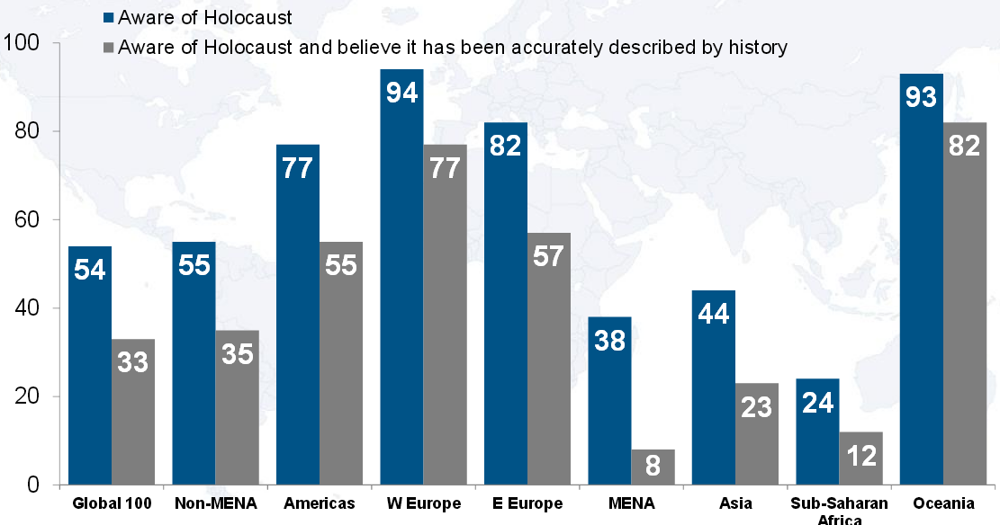 Aware of Holocaust
Aware of Holocaust and believe it has been accurately described by history
100
80
60
40
20
0
54
33
55
35
77
55
94
77
82
57
38
8
44
23
24
12
93
82
Global 100
Non-MENA
Americas
W Europe
E Europe
MENA
Asia
Sub-Saharan
Africa
Oceania